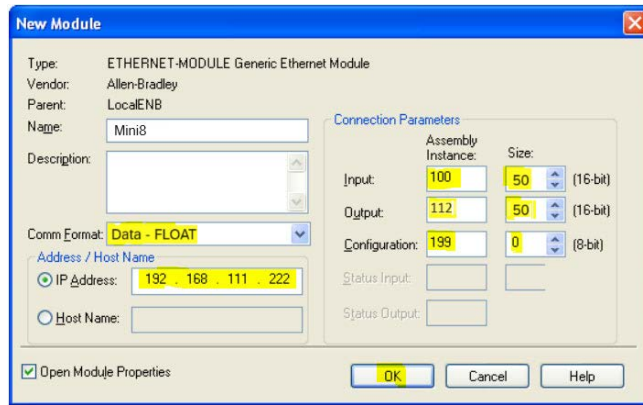 New Module
Type: ETHERNET-MODULE Generic Ethernet Module
Vendor: Allen-Bradley
Parent: LocalENB
Name: Mini8
Description:
Comm Format: Data - FLOAT
Address / Host Name
IP Address: 192 . 168 . 111 . 222
Host Name:
Connection Parameters
Assembly Instance: Size:
Input: 100 50 (16-bit)
Output: 112 50 (16-bit)
Configuration: 199 0 (8-bit)
Status Input:
Status Output:
Open Module Properties
OK Cancel Help